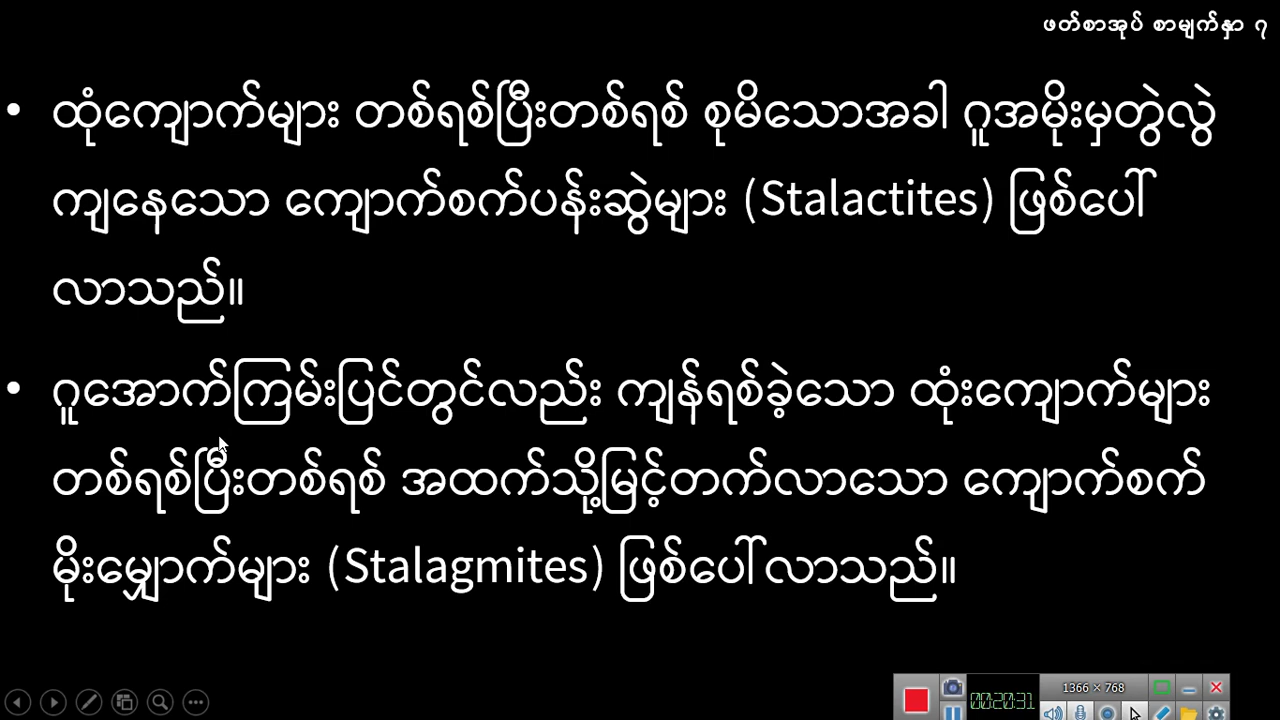 ဖတ်စာအုပ် စာမျက်နှာ ၇
• ထုံကျောက်များ တစ်ရစ်ပြီးတစ်ရစ် စုမိသောအခါ ဂူအမိုးမှတွဲလွဲ
ကျနေသော ကျောက်စက်ပန်းဆွဲများ (Stalactites) ဖြစ်ပေါ်
လာသည်။
• ဂူအောက်ကြမ်းပြင်တွင်လည်း ကျန်ရစ်ခဲ့သော ထုံးကျောက်များ
တစ်ရစ်ပြီးတစ်ရစ် အထက်သို့မြင့်တက်လာသော ကျောက်စက်
မိုးမျှောက်များ (Stalagmites) ဖြစ်ပေါ်လာသည်။
1366 × 768
00:20:31